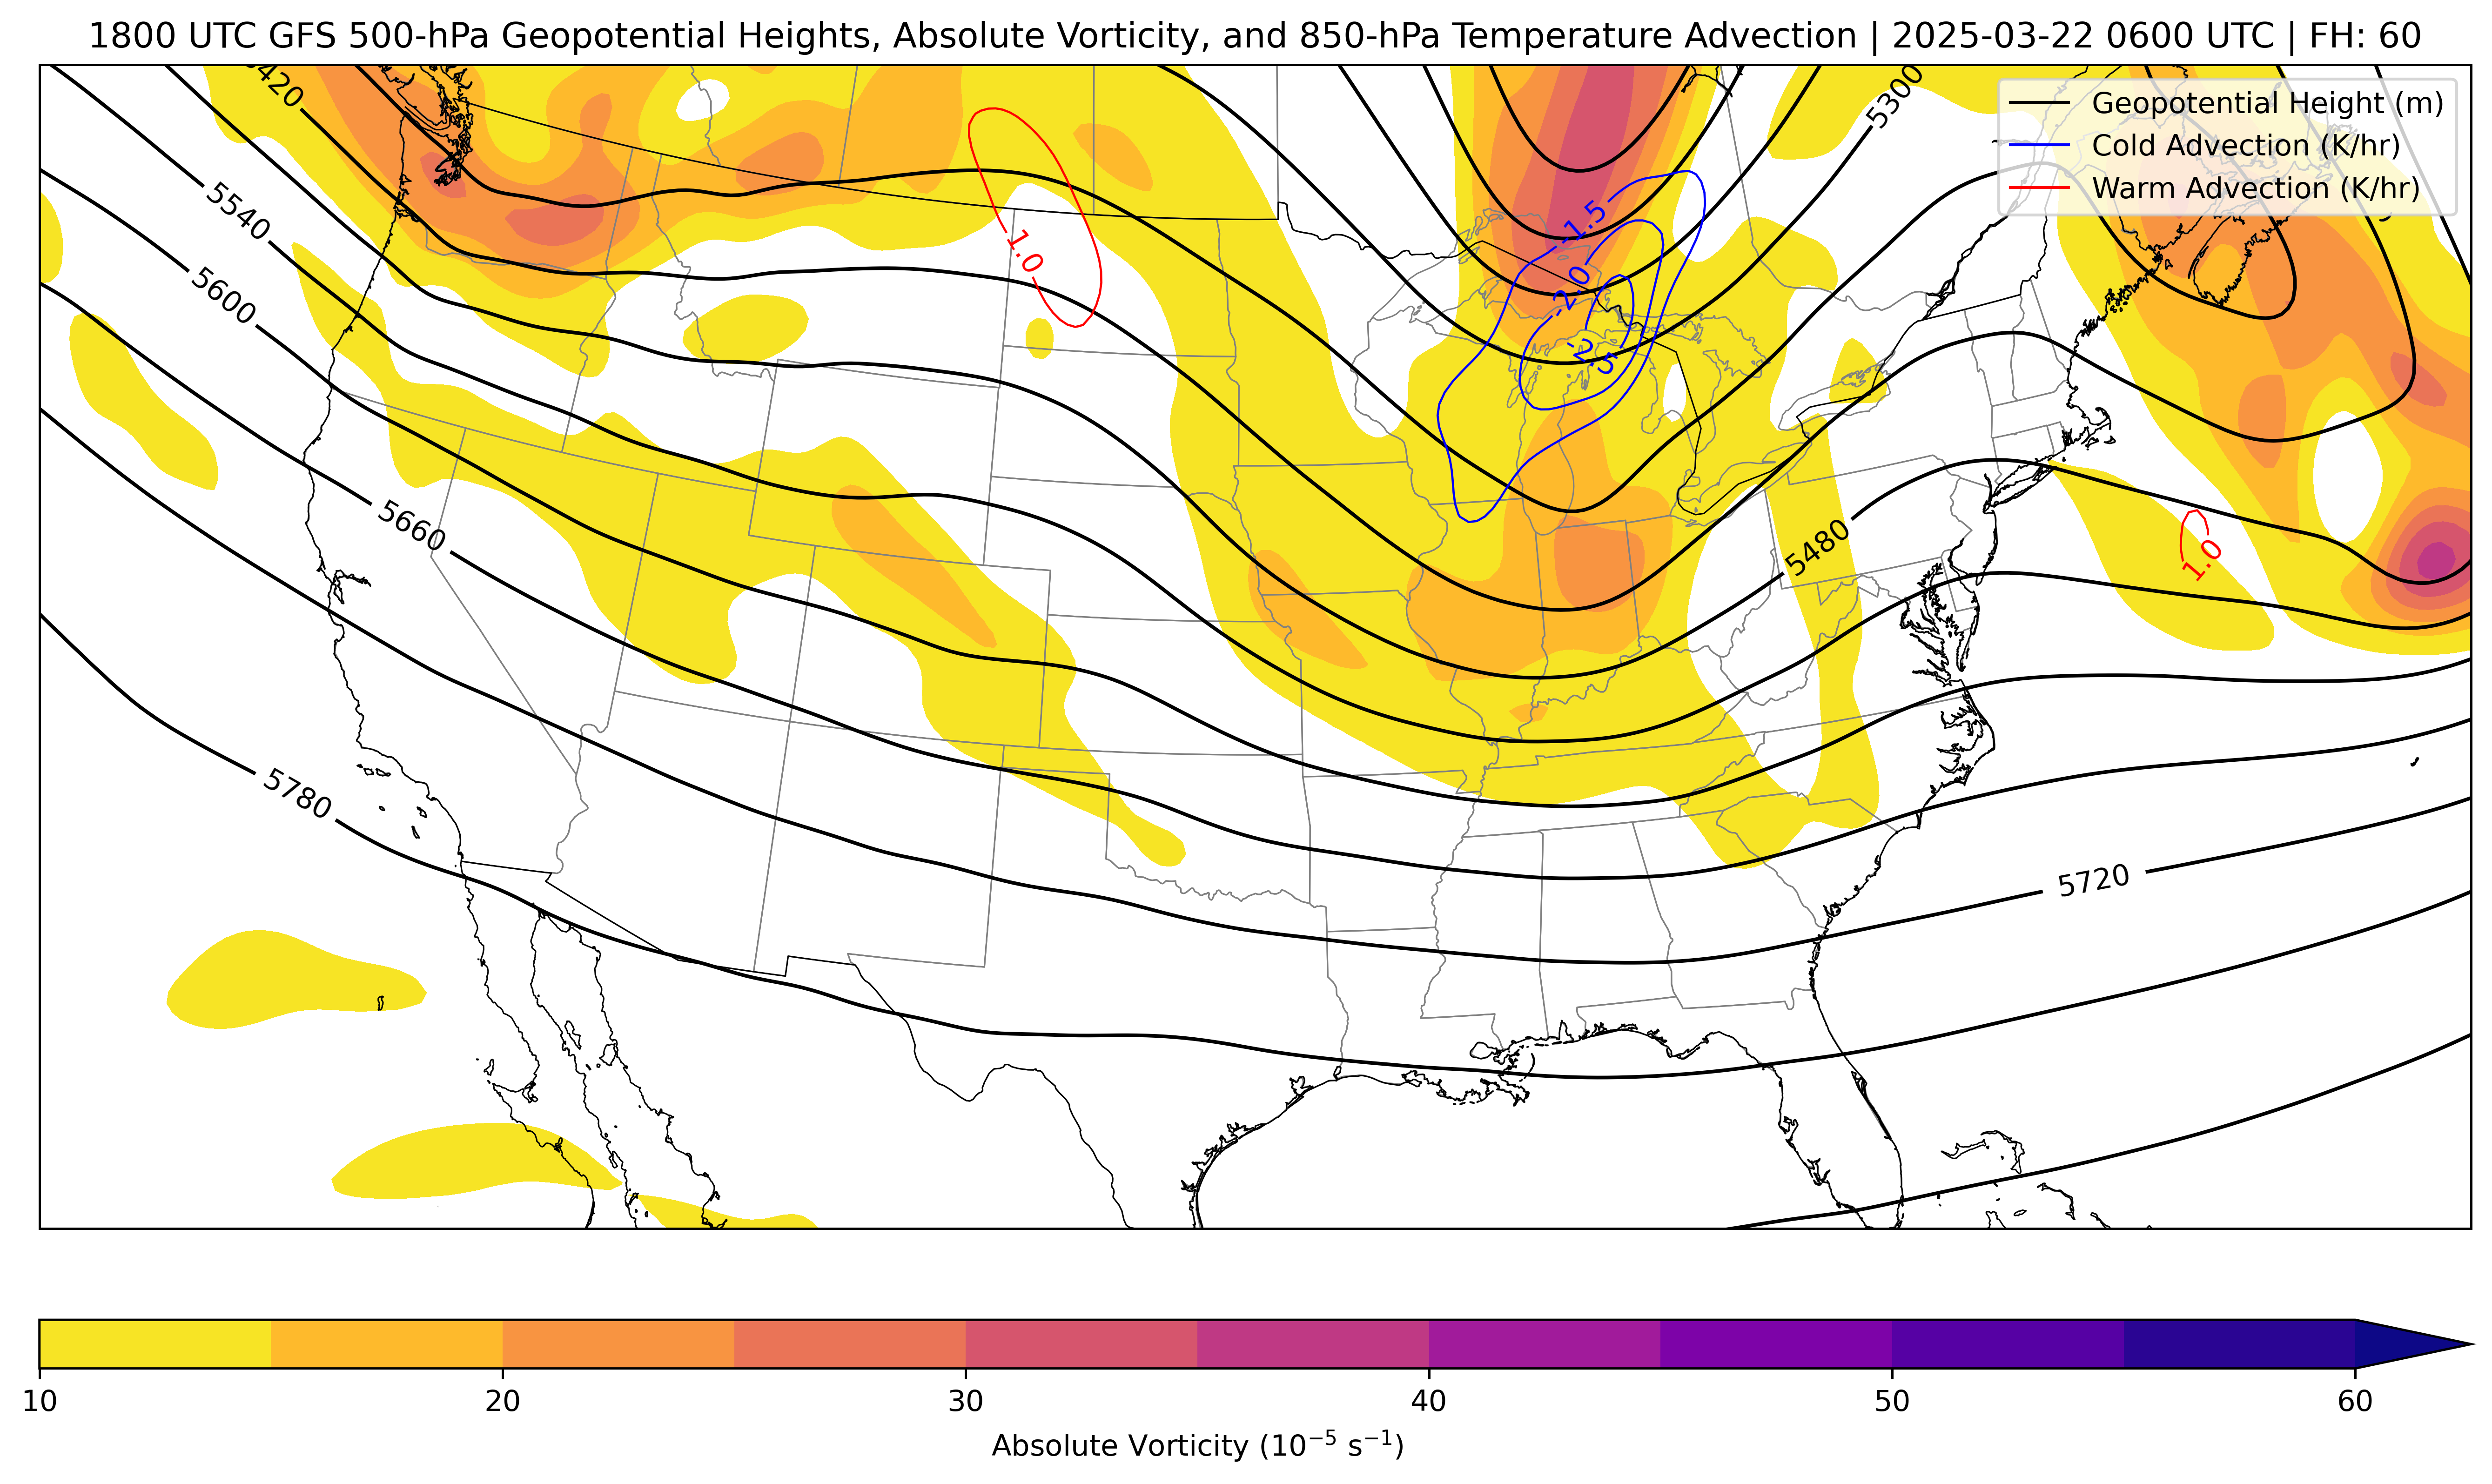 1800 UTC GFS 500-hPa Geopotential Heights, Absolute Vorticity, and 850-hPa Temperature Advection | 2025-03-22 0600 UTC | FH: 60
Geopotential Height (m)
Cold Advection (K/hr)
Warm Advection (K/hr)
5300
5540
5600
1.0
-1.5
-2.0
-2.5
5660
5480
1.0
5780
5720
10 20 30 40 50 60
Absolute Vorticity (10⁻⁵ s⁻¹)